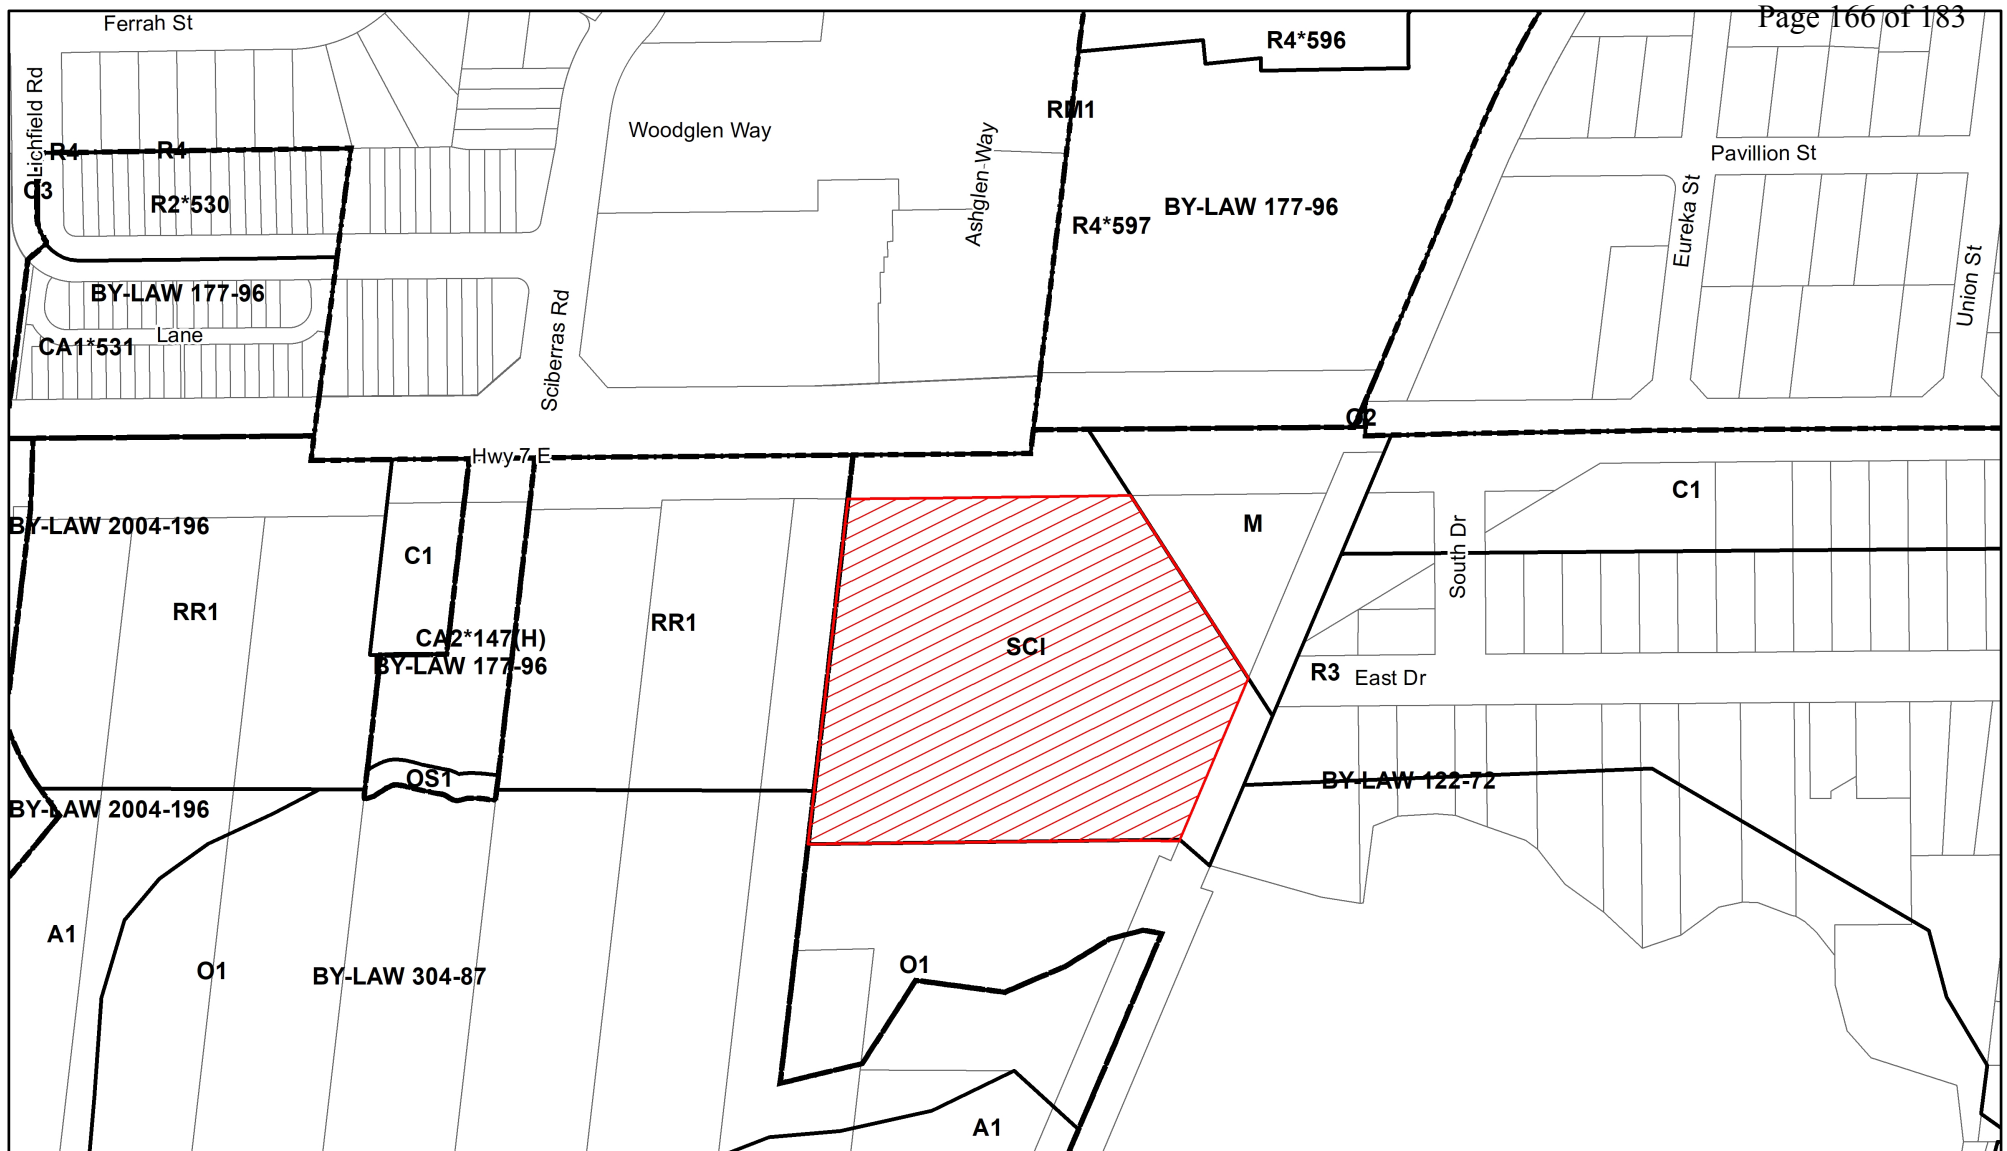 Page 166 of 183
Ferrah St
R4*596
Lichfield Rd
RM1
Woodglen Way
Ashglen Way
R4
R4
Pavillion St
O3
R2*530
R4*597
BY-LAW 177-96
Eureka St
Union St
BY-LAW 177-96
Lane
CA1*531
Sciberras Rd
O2
Hwy 7 E
C1
BY-LAW 2004-196
M
C1
South Dr
RR1
RR1
CA2*147(H)
BY-LAW 177-96
SCI
R3
East Dr
OS1
BY-LAW 122-72
BY-LAW 2004-196
A1
O1
BY-LAW 304-87
O1
A1